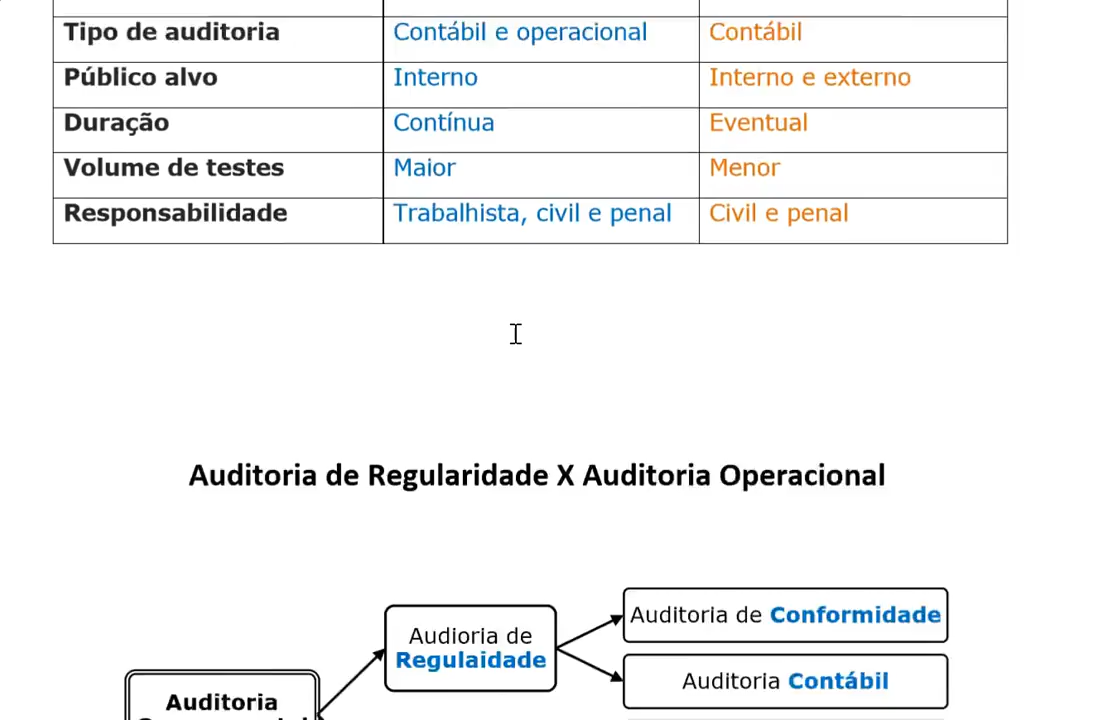 Tipo de auditoria Contábil e operacional Contábil
Público alvo Interno Interno e externo
Duração Contínua Eventual
Volume de testes Maior Menor
Responsabilidade Trabalhista, civil e penal Civil e penal
Auditoria de Regularidade X Auditoria Operacional
Auditoria de Conformidade
Audioria de
Regulaidade
Auditoria Contábil
Auditoria